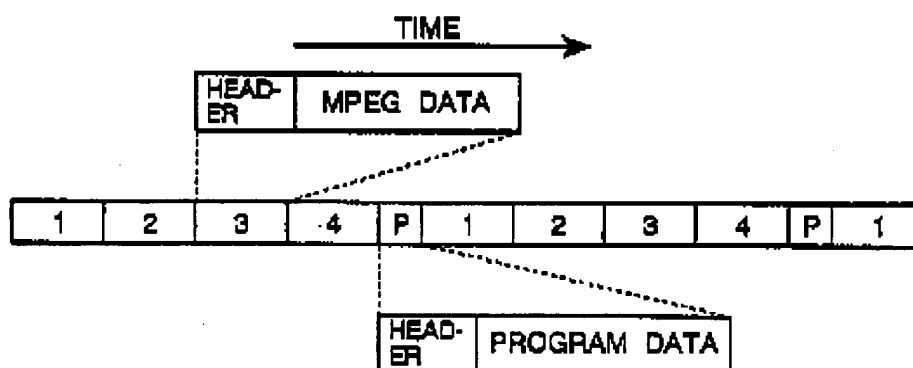 TIME
HEAD-
ER
MPEG DATA
1 2 3 4 P 1 2 3 4 P 1
HEAD-
ER
PROGRAM DATA